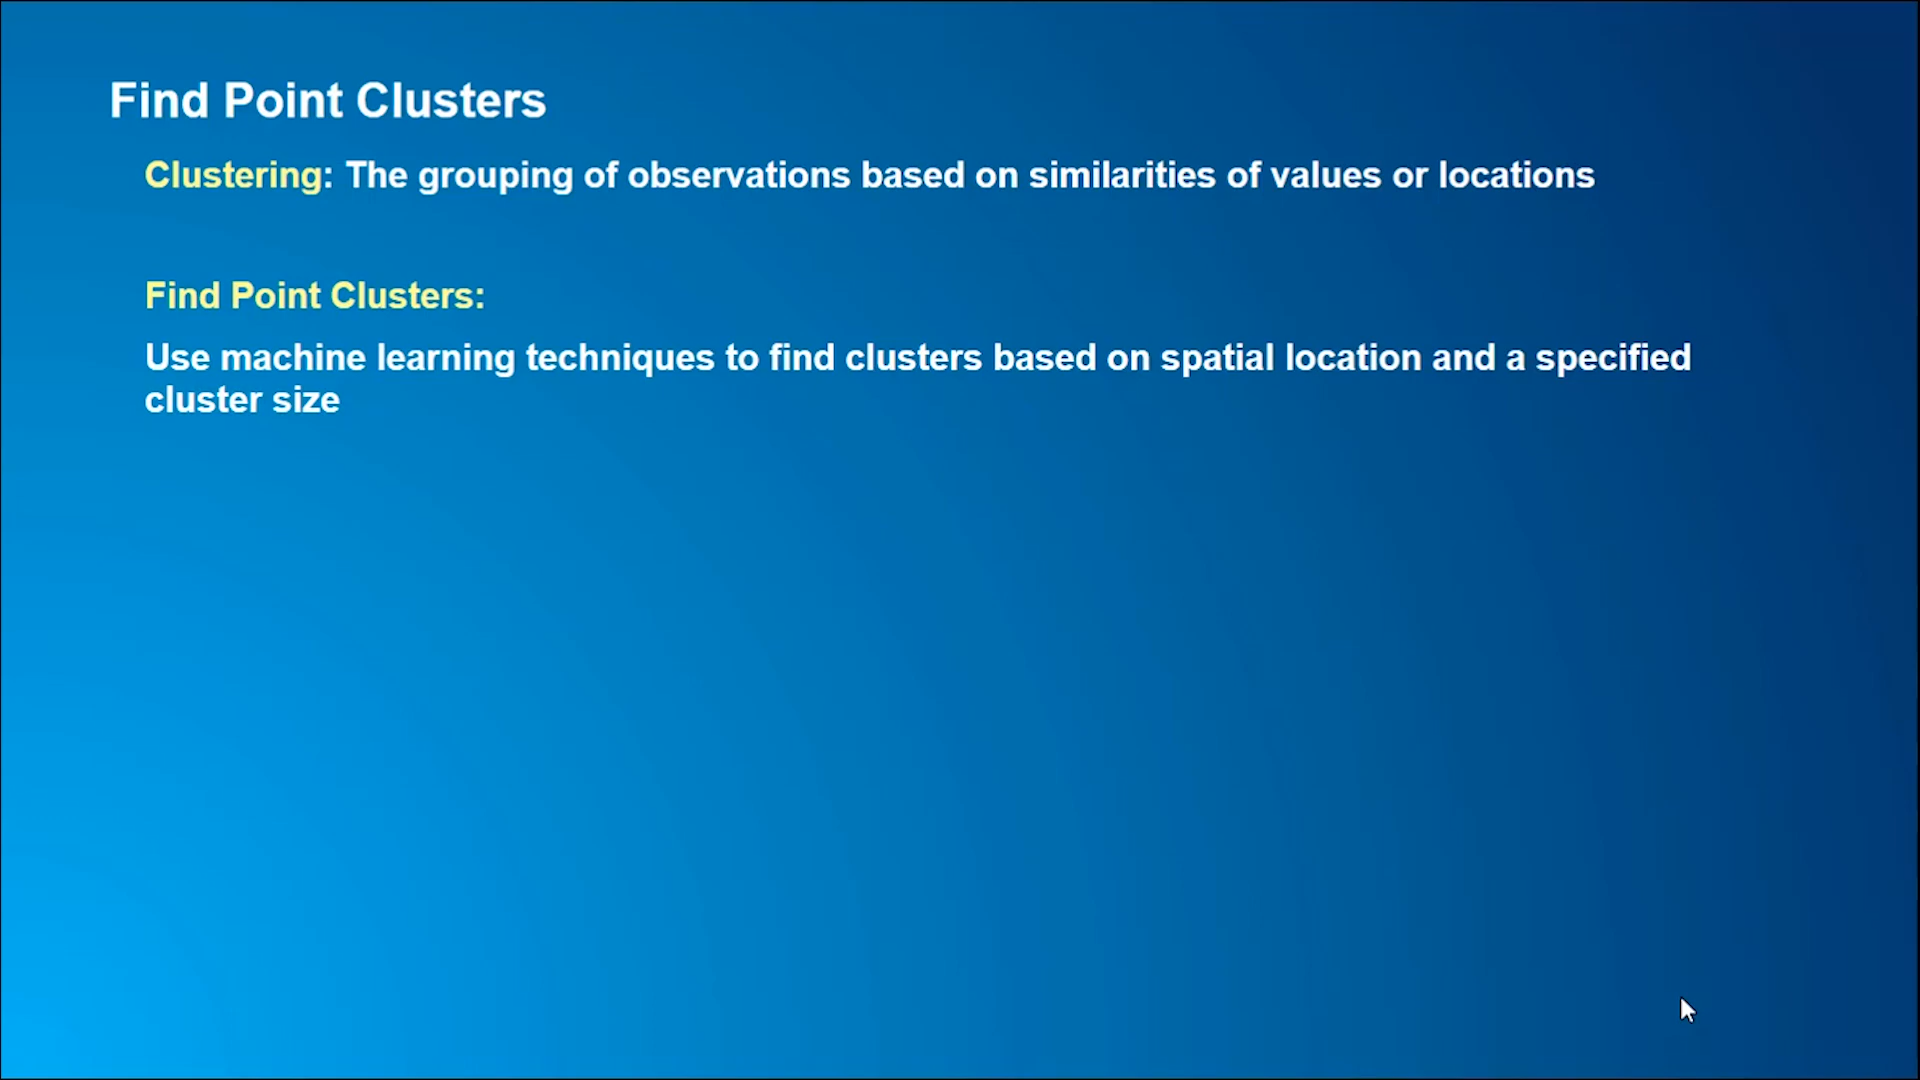 Find Point Clusters
Clustering: The grouping of observations based on similarities of values or locations
Find Point Clusters:
Use machine learning techniques to find clusters based on spatial location and a specified
cluster size